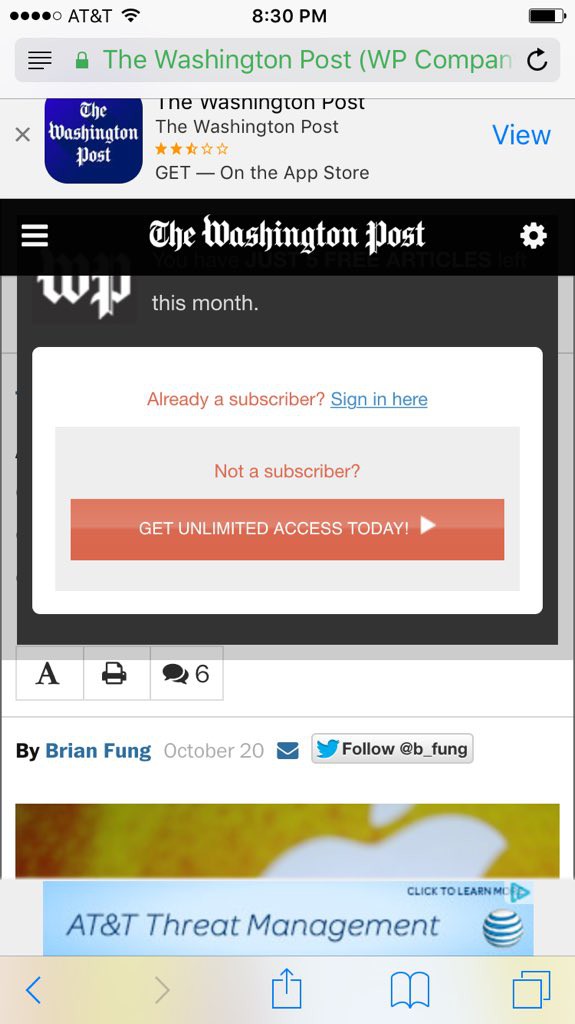 AT&T 8:30 PM
The Washington Post (WP Compan
The Washington Post
The Washington Post
The Washington Post
View
GET — On the App Store
The Washington Post
You have JUST 5 FREE ARTICLES left
wp
this month.
Already a subscriber? Sign in here
Not a subscriber?
GET UNLIMITED ACCESS TODAY!
A 6
By Brian Fung October 20 Follow @b_fung
CLICK TO LEARN MO
AT&T Threat Management